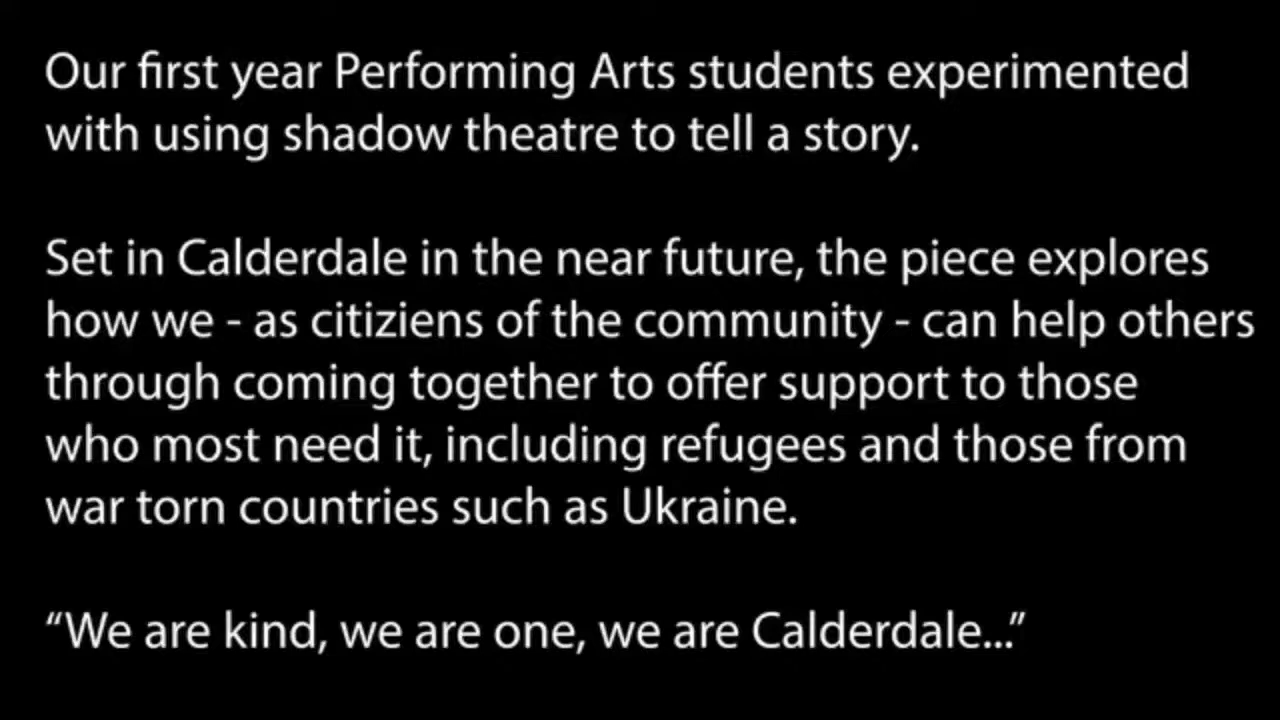 Our first year Performing Arts students experimented
with using shadow theatre to tell a story.
Set in Calderdale in the near future, the piece explores
how we - as citiziens of the community - can help others
through coming together to offer support to those
who most need it, including refugees and those from
war torn countries such as Ukraine.
“We are kind, we are one, we are Calderdale...”